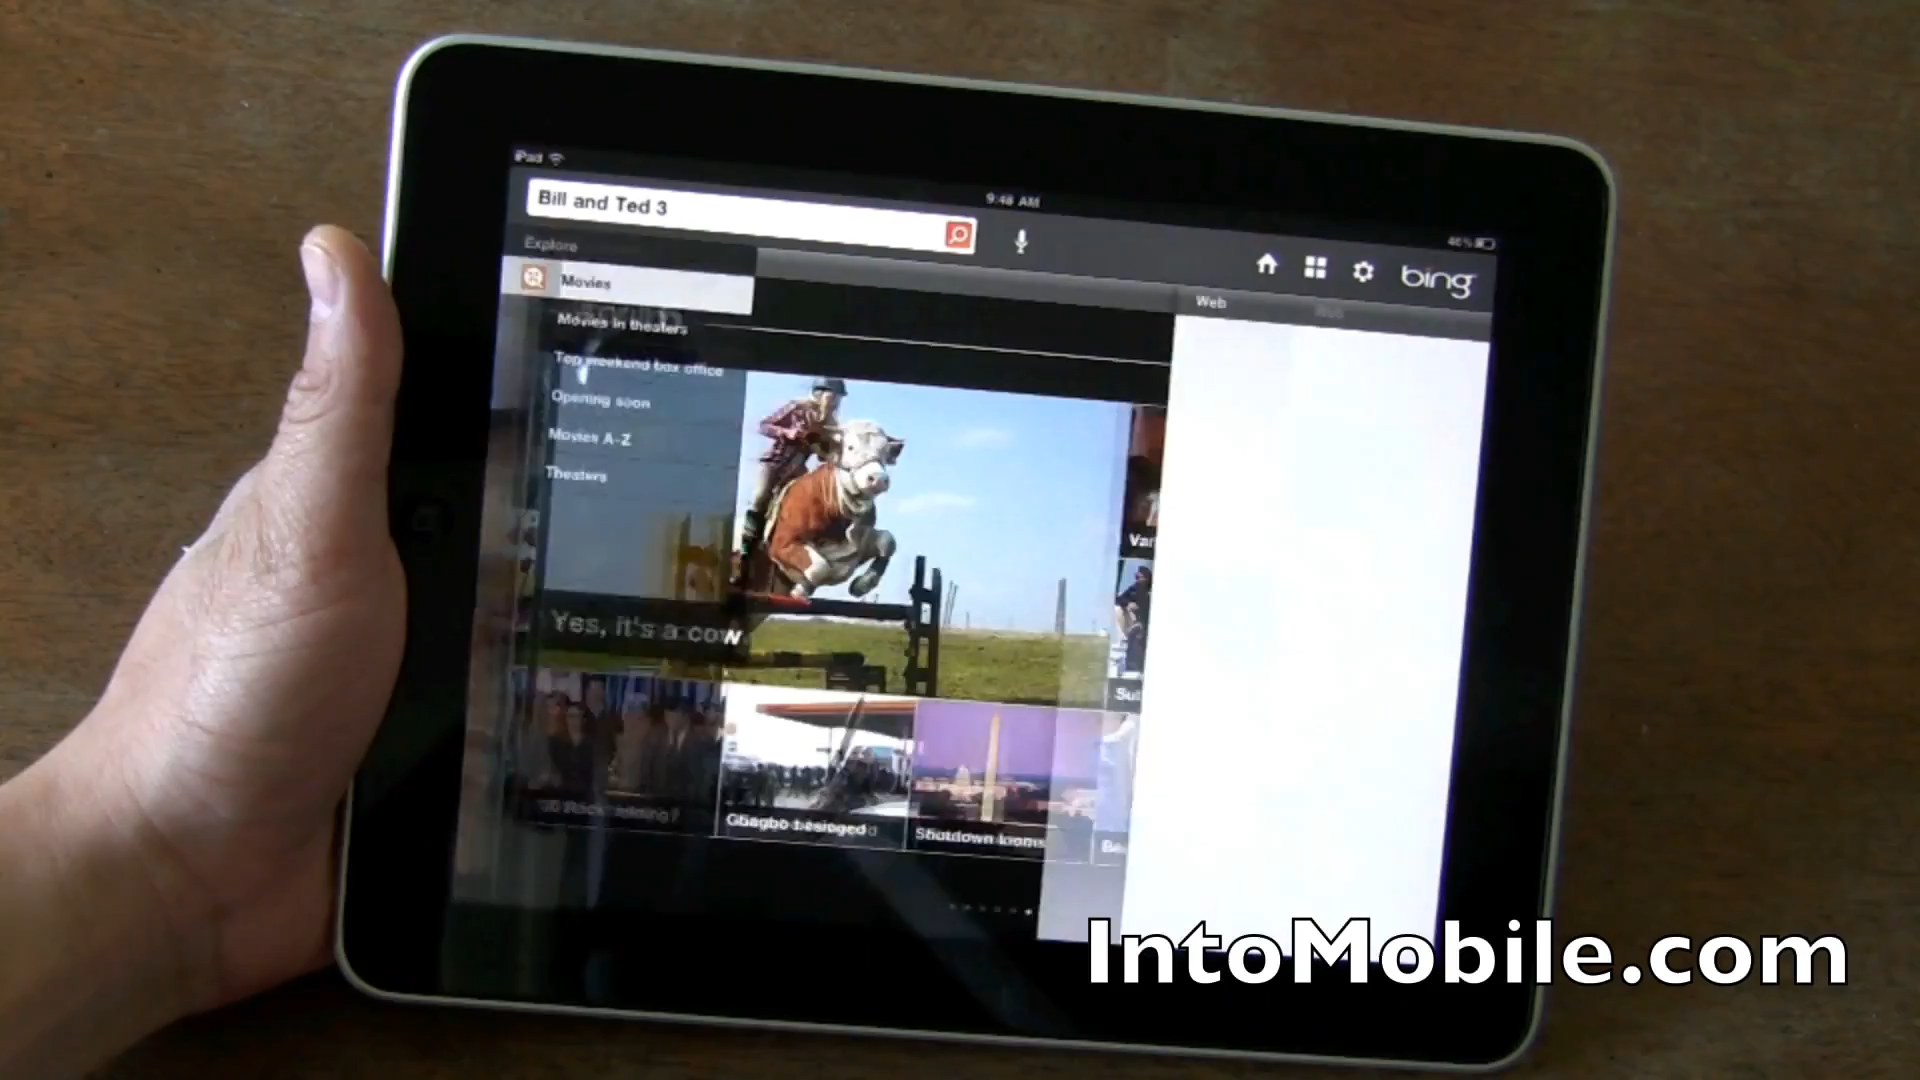 iPad
9:48 AM
46%
Bill and Ted 3
bing
Explore
Movies
Web
Movies in theaters
Top weekend box office
Opening soon
Movies A-Z
Theaters
Yes, it's a cow
Gbagbo besieged
Shutdown looms
IntoMobile.com